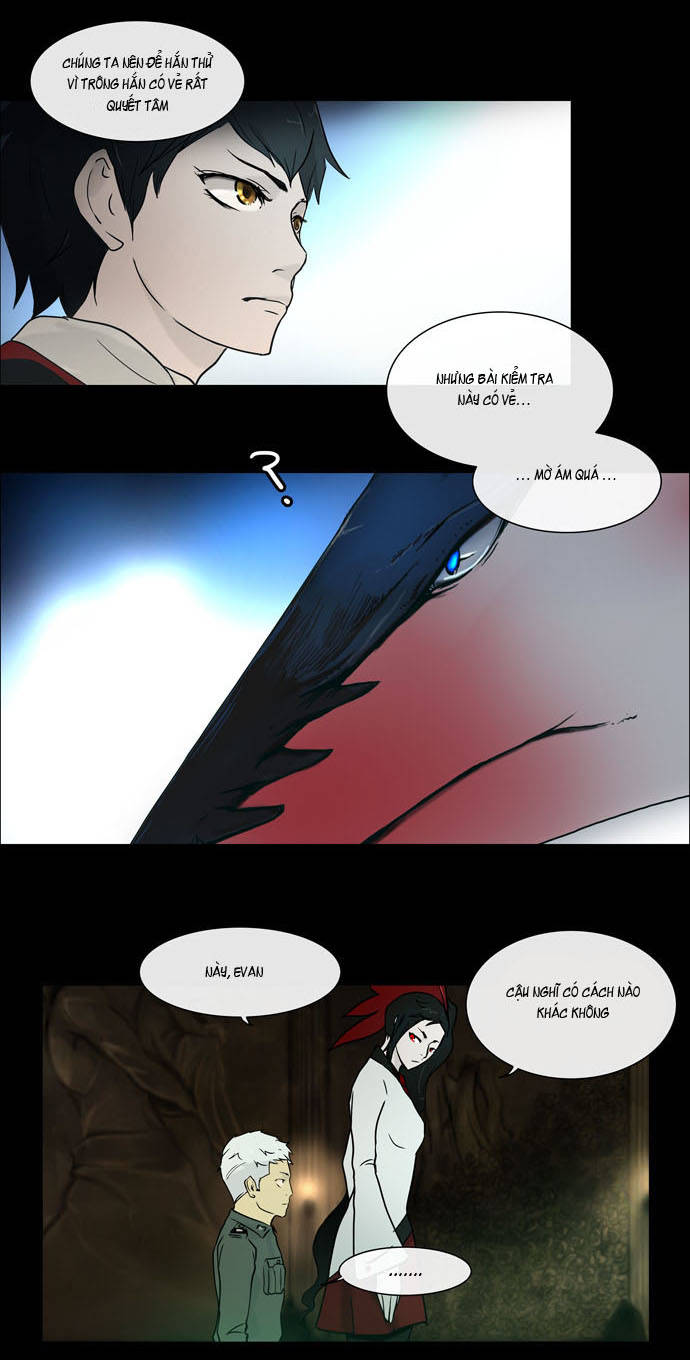 CHÚNG TA NÊN ĐỂ HẮN THỬ
VÌ TRÔNG HẮN CÓ VẺ RẤT
QUYẾT TÂM
NHƯNG BÀI KIỂM TRA
NÀY CÓ VẺ...
... MỜ ÁM QUÁ ...
?
NÀY, EVAN
CẬU NGHĨ CÓ CÁCH NÀO
KHÁC KHÔNG
.......